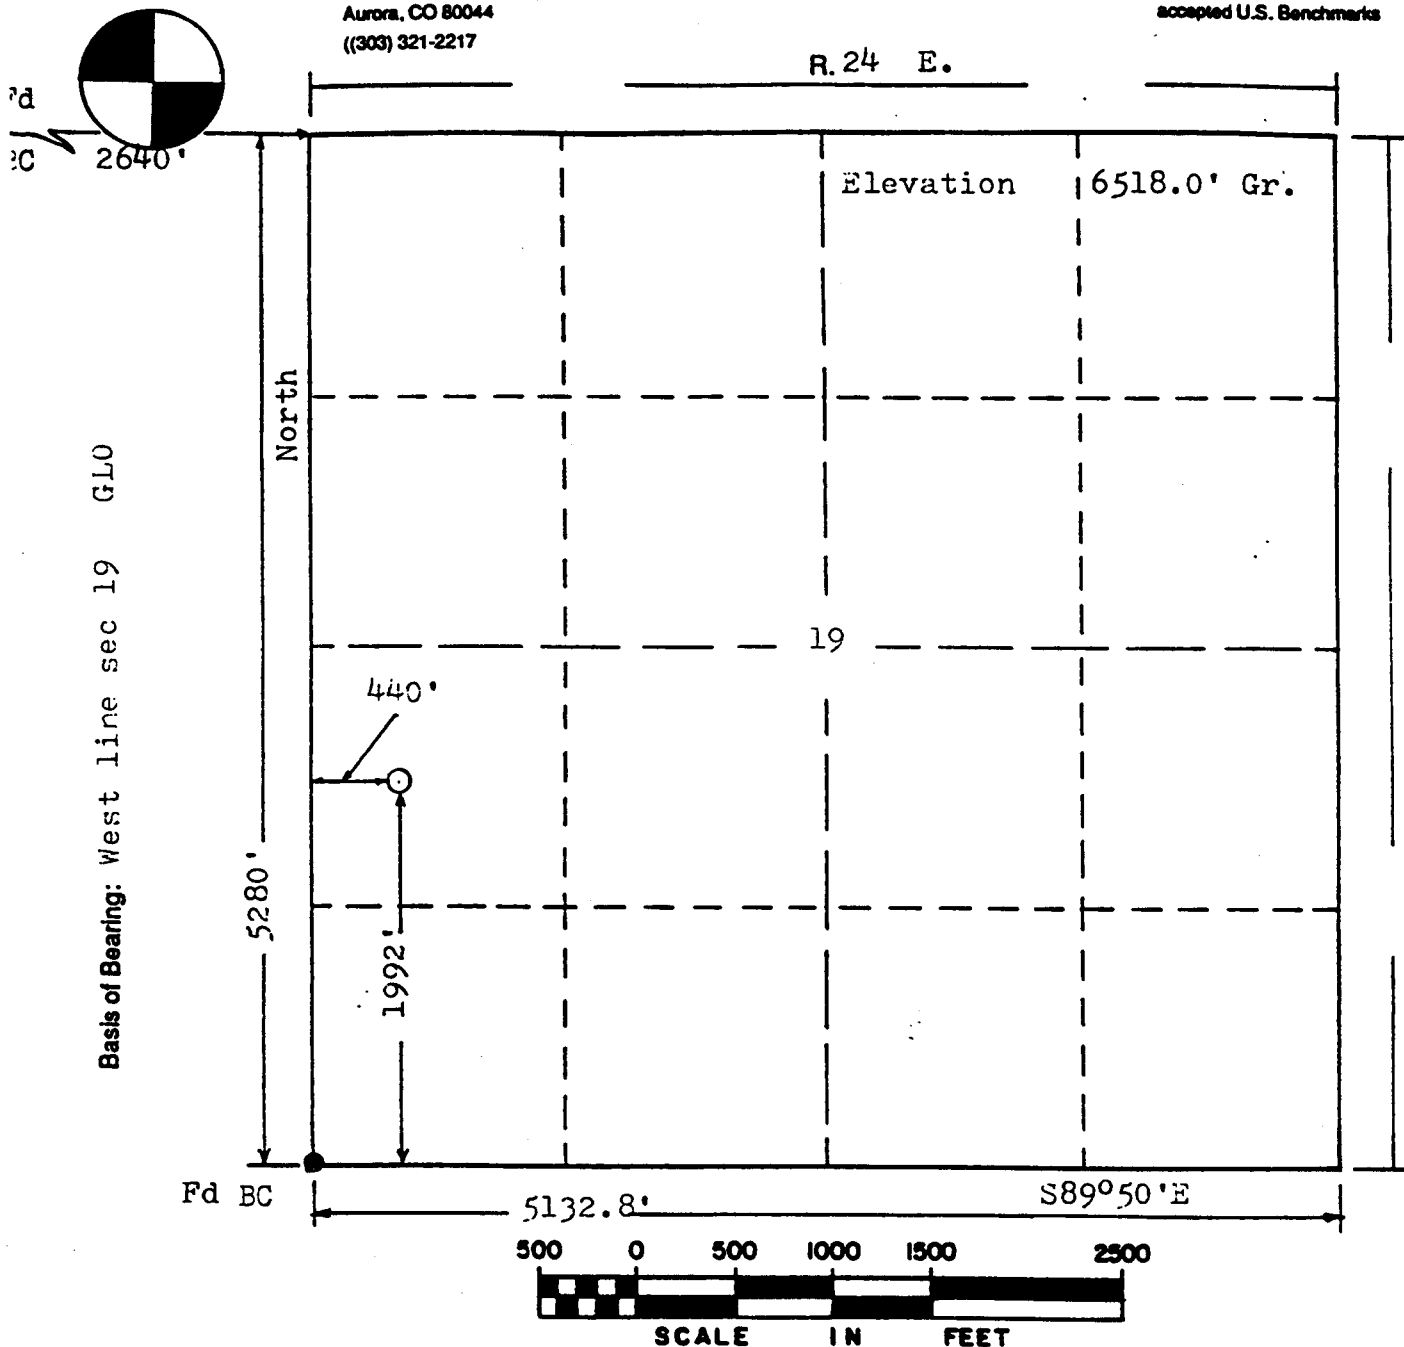 Aurora, CO 80044
((303) 321-2217
accepted U.S. Benchmarks
R. 24 E.
2640'
Elevation 6518.0' Gr.
North
Basis of Bearing: West line sec 19 GLO
19
440'
5280'
1992'
Fd BC
5132.8'
S89°50'E
500 0 500 1000 1500 2500
SCALE IN FEET